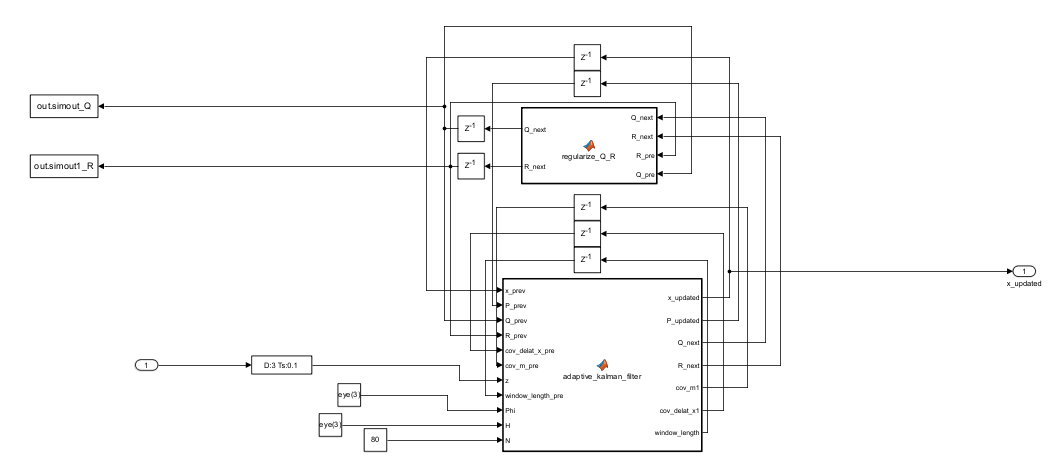 Z-1
Z-1
out.simout_Q
Z-1
Q_next
Q_next
R_next
out.simout1_R
Z-1
R_next
regularize_Q_R
R_pre
Q_pre
Z-1
Z-1
Z-1
1
x_updated
x_prev
P_prev
Q_prev
R_prev
cov_delat_x_pre
cov_m_pre
z
window_length_pre
Phi
H
N
adaptive_kalman_filter
x_updated
P_updated
Q_next
R_next
cov_m1
cov_delat_x1
window_length
1
D:3 Ts:0.1
eye(3)
eye(3)
80